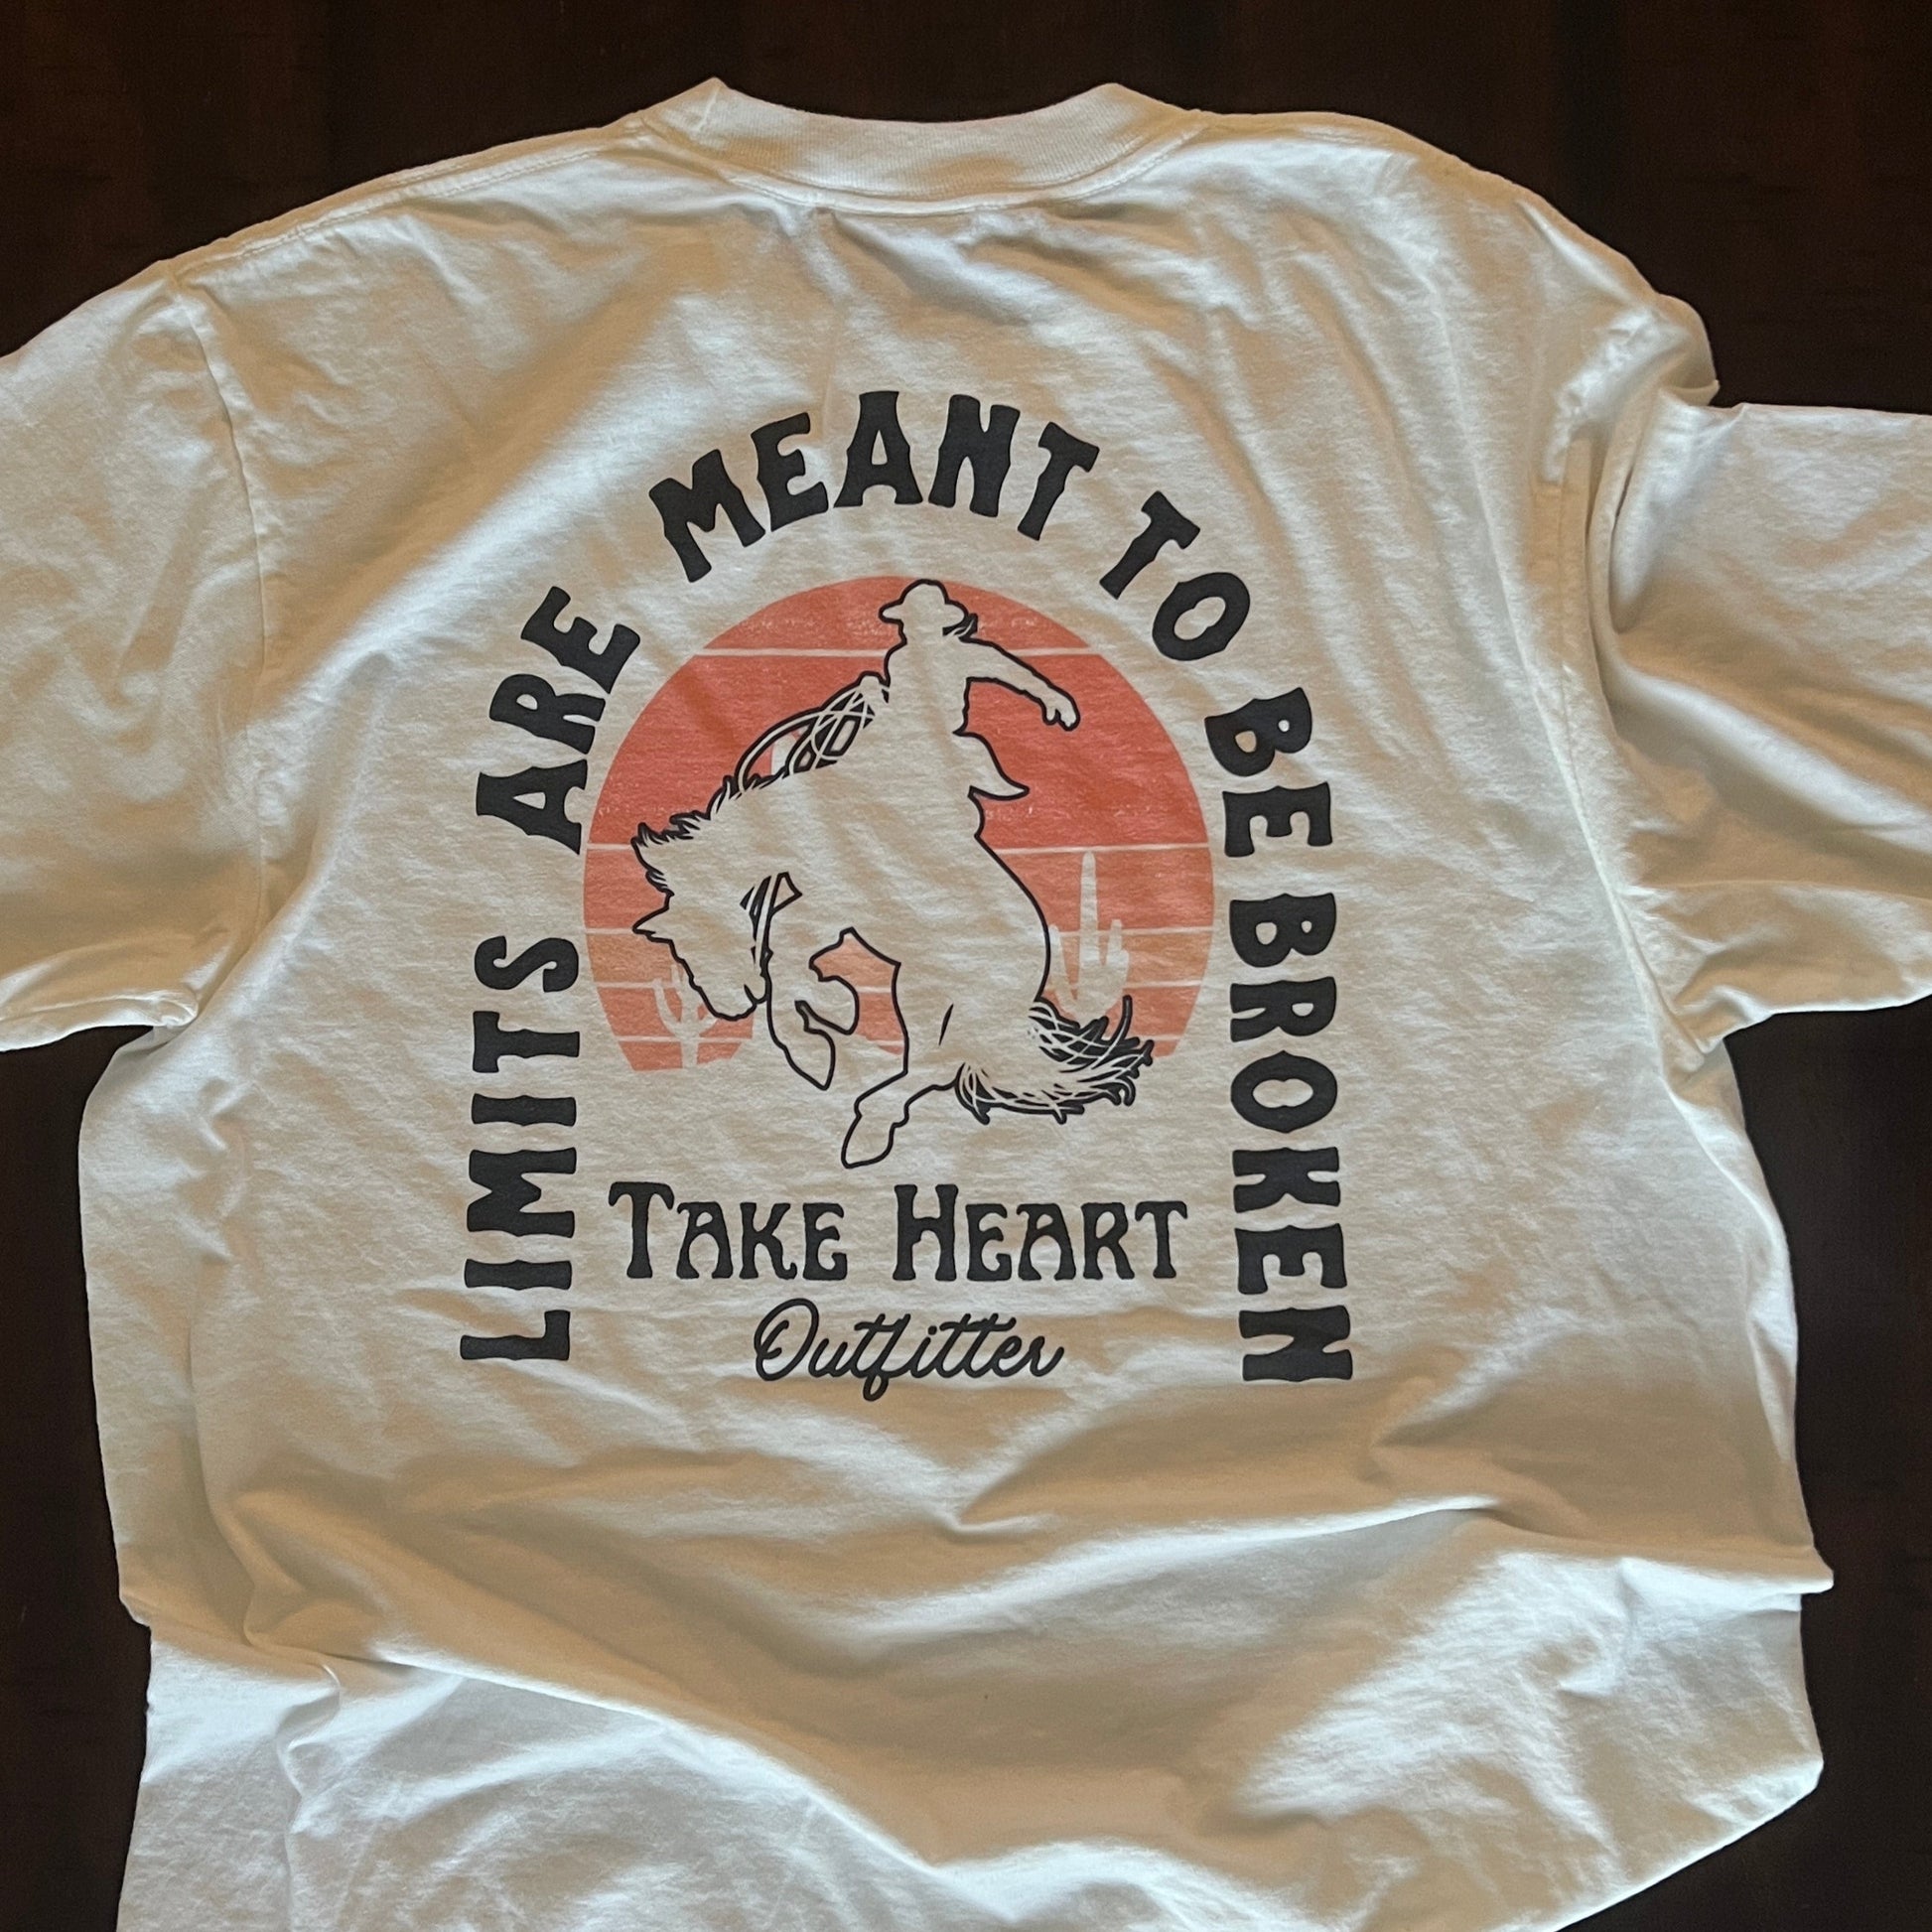 LIMITS ARE MEANT TO BE BROKEN
TAKE HEART
Outfitter